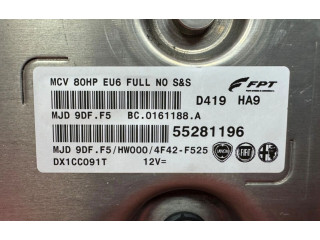 MCV 80HP EU6 FULL NO S&S
FPT
D419 HA9
MJD 9DF.F5 BC.0161188.A
55281196
MJD 9DF.F5/HW000/4F42-F525
FIAT
DX1CC091T 12V=